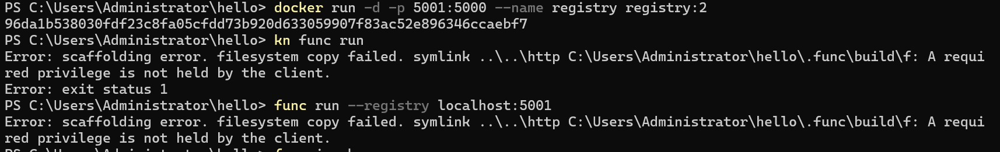 PS C:\Users\Administrator\hello> docker run -d -p 5001:5000 --name registry registry:2
96da1b538030fdf23c8fa05cfdd73b920d633059907f83ac52e896346ccaebf7
PS C:\Users\Administrator\hello> kn func run
Error: scaffolding error. filesystem copy failed. symlink ..\..\http C:\Users\Administrator\hello\.func\build\f: A requi
red privilege is not held by the client.
Error: exit status 1
PS C:\Users\Administrator\hello> func run --registry localhost:5001
Error: scaffolding error. filesystem copy failed. symlink ..\..\http C:\Users\Administrator\hello\.func\build\f: A requi
red privilege is not held by the client.